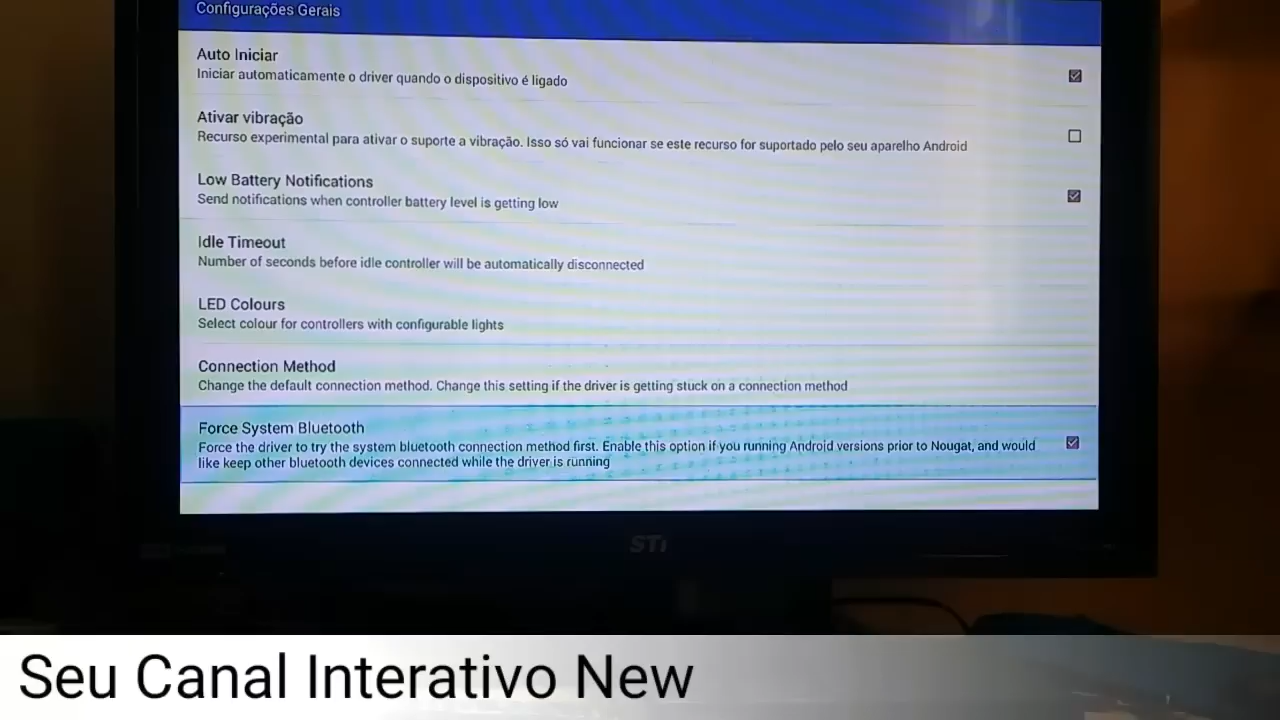 Configurações Gerais
Auto Iniciar
Iniciar automaticamente o driver quando o dispositivo é ligado
Ativar vibração
Recurso experimental para ativar o suporte a vibração. Isso só vai funcionar se este recurso for suportado pelo seu aparelho Android
Low Battery Notifications
Send notifications when controller battery level is getting low
Idle Timeout
Number of seconds before idle controller will be automatically disconnected
LED Colours
Select colour for controllers with configurable lights
Connection Method
Change the default connection method. Change this setting if the driver is getting stuck on a connection method
Force System Bluetooth
Force the driver to try the system bluetooth connection method first. Enable this option if you running Android versions prior to Nougat, and would
like keep other bluetooth devices connected while the driver is running
STi
Seu Canal Interativo New